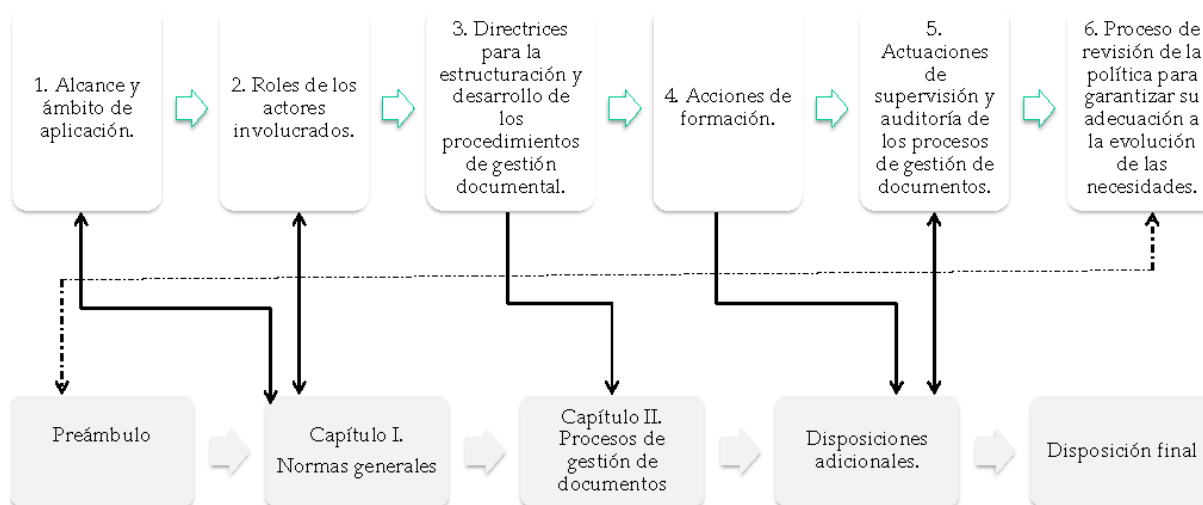 1. Alcance y
ámbito de
aplicación.
2. Roles de los
actores
involucrados.
3. Directrices
para la
estructuración y
desarrollo de
los
procedimientos
de gestión
documental.
4. Acciones de
formación.
5.
Actuaciones
de
supervisión y
auditoría de
los procesos
de gestión de
documentos.
6. Proceso de
revisión de la
política para
garantizar su
adecuación a
la evolución
de las
necesidades.
Preámbulo
Capítulo I.
Normas generales
Capítulo II.
Procesos de
gestión de
documentos
Disposiciones
adicionales.
Disposición final